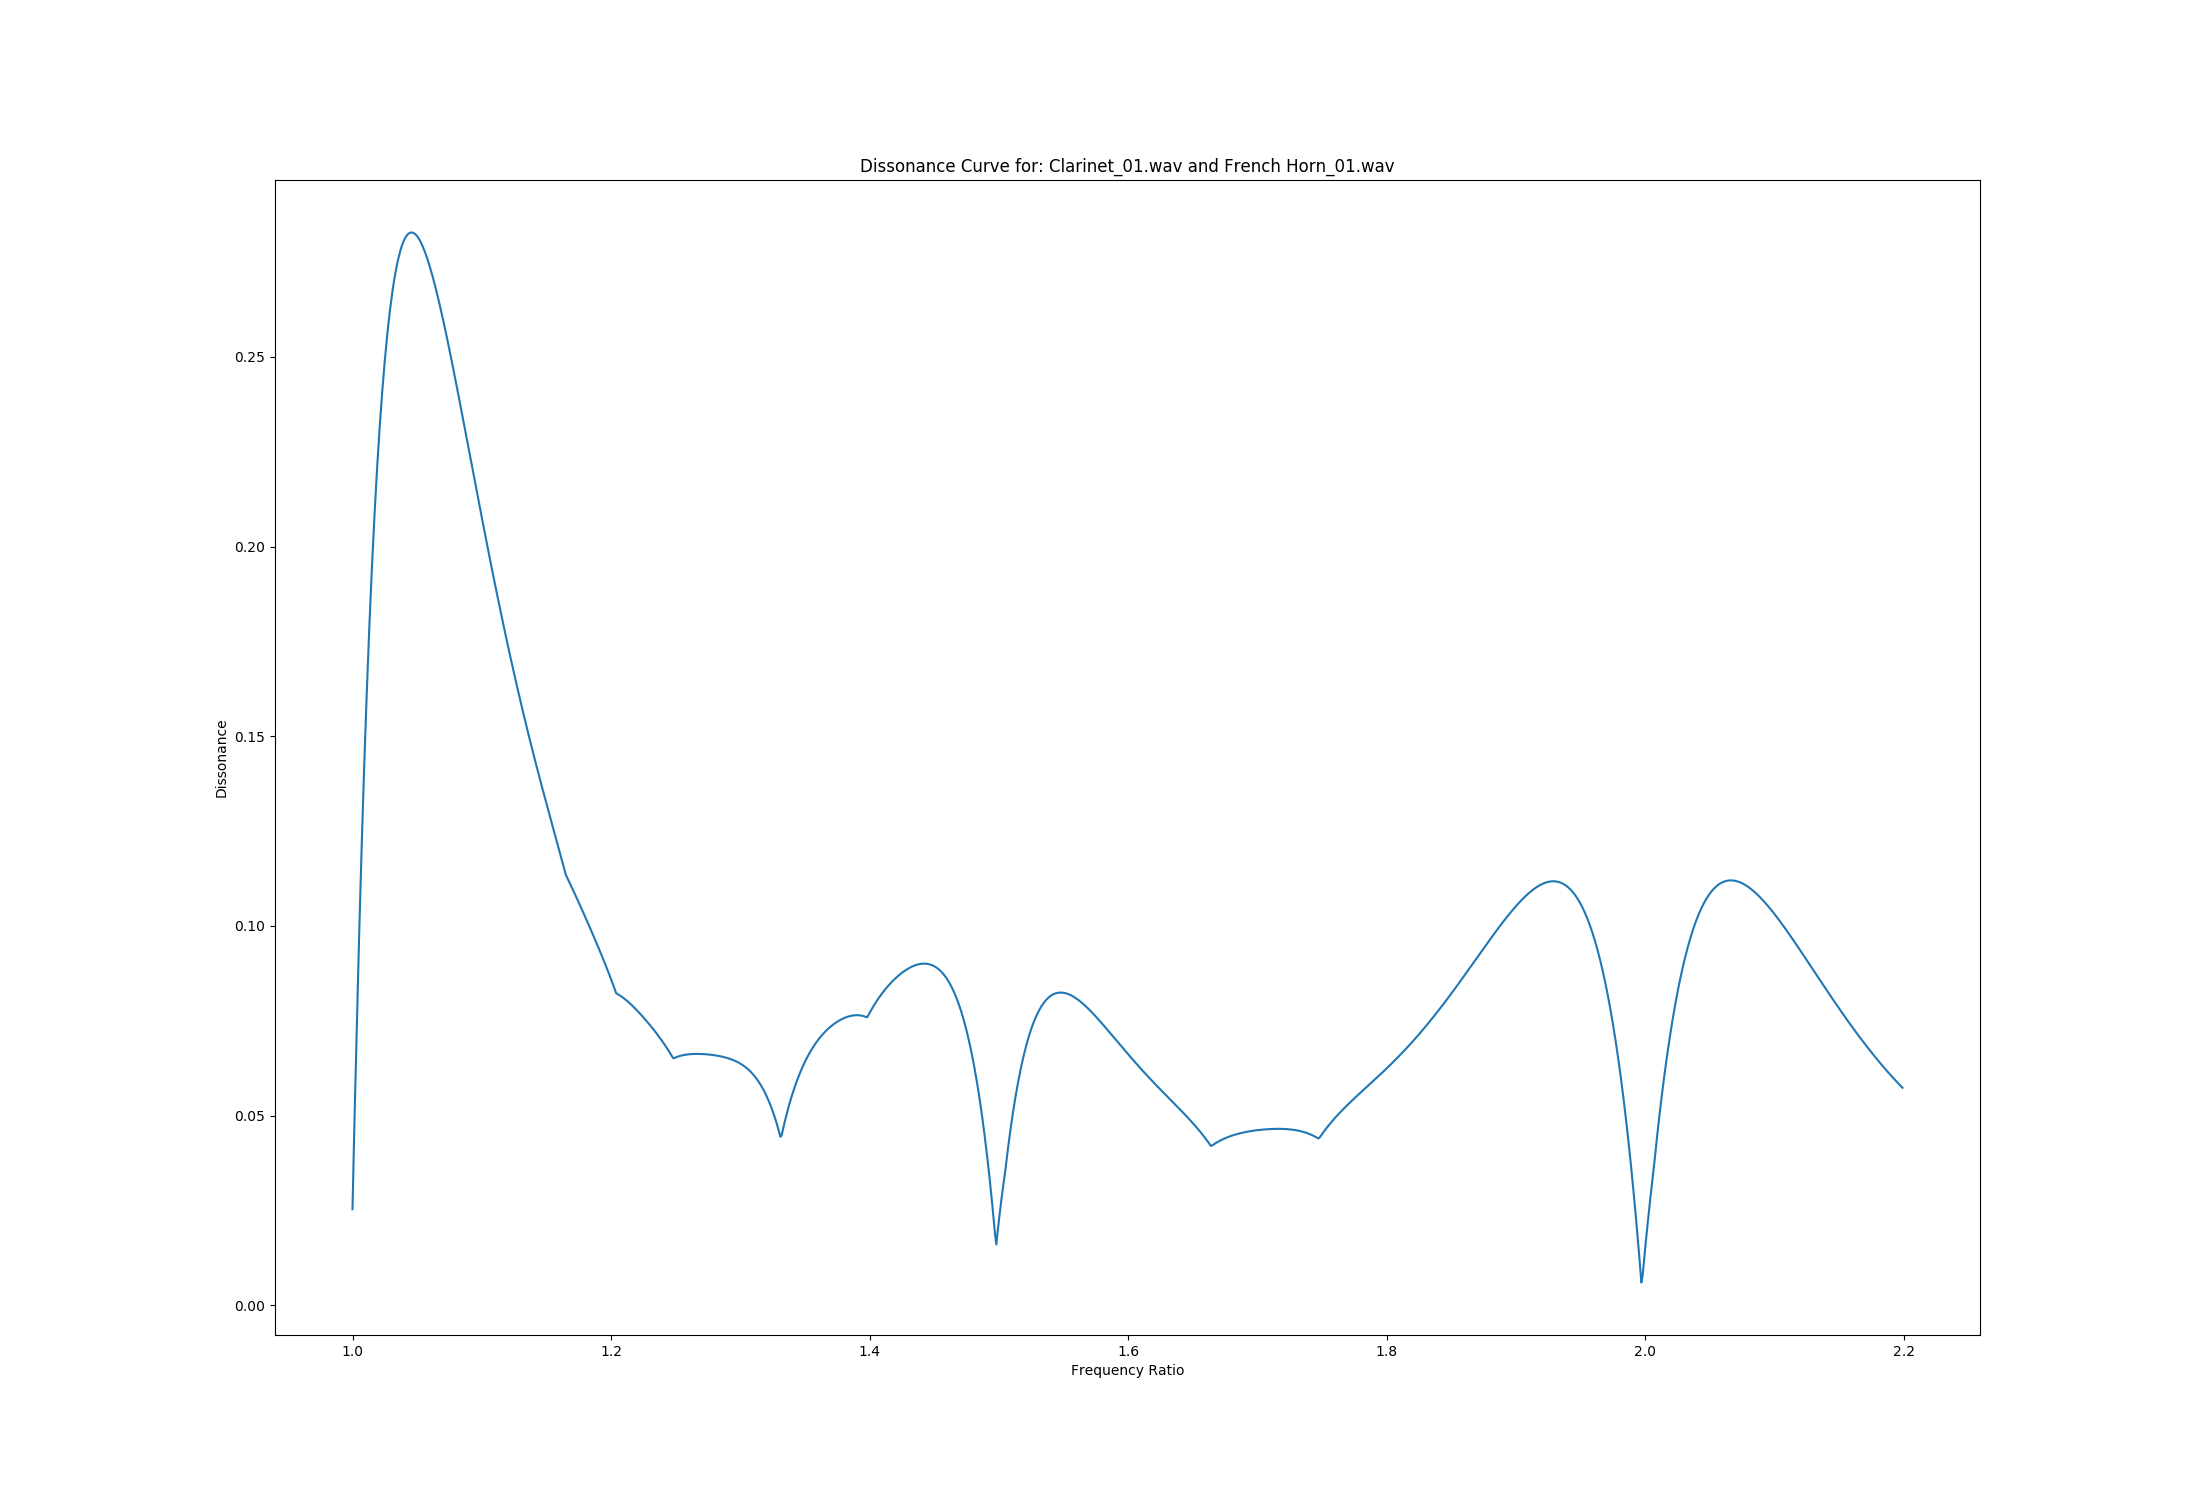 Dissonance Curve for: Clarinet_01.wav and French Horn_01.wav
0.25
0.20
0.15
0.10
0.05
0.00
Dissonance
1.0 1.2 1.4 1.6 1.8 2.0 2.2
Frequency Ratio